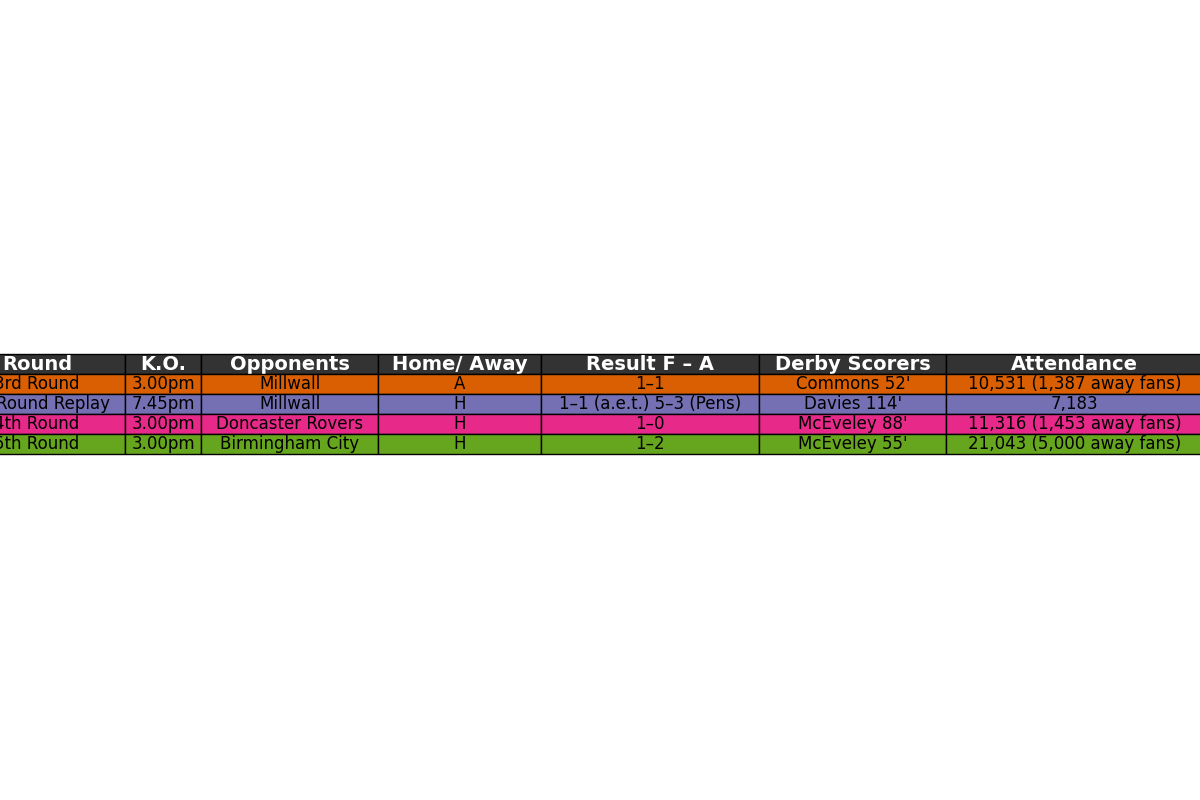 Round K.O. Opponents Home/ Away Result F – A Derby Scorers Attendance
3rd Round 3.00pm Millwall A 1–1 Commons 52' 10,531 (1,387 away fans)
Round Replay 7.45pm Millwall H 1–1 (a.e.t.) 5–3 (Pens) Davies 114' 7,183
4th Round 3.00pm Doncaster Rovers H 1–0 McEveley 88' 11,316 (1,453 away fans)
5th Round 3.00pm Birmingham City H 1–2 McEveley 55' 21,043 (5,000 away fans)